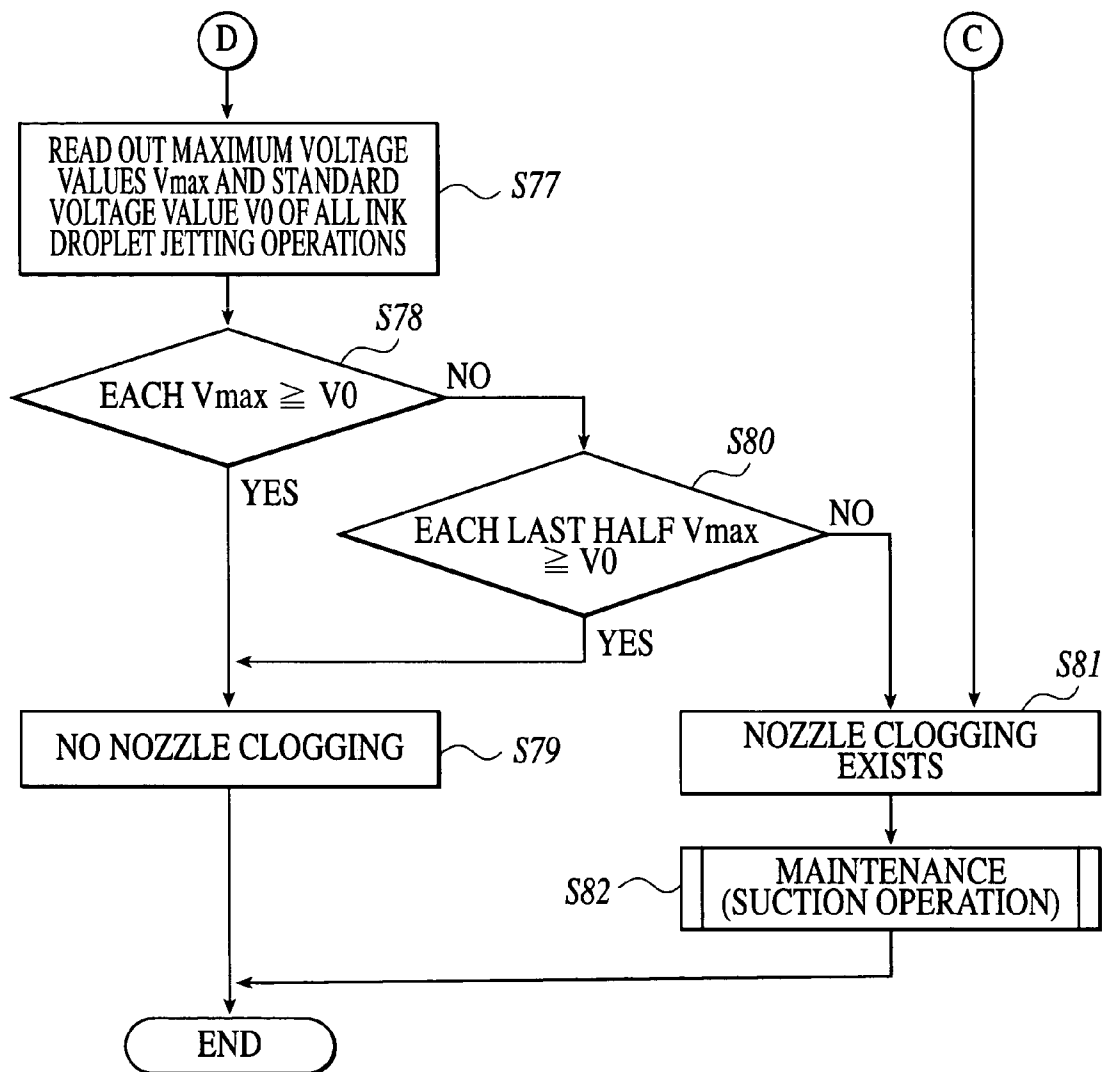 D
C
READ OUT MAXIMUM VOLTAGE
VALUES Vmax AND STANDARD
VOLTAGE VALUE V0 OF ALL INK
DROPLET JETTING OPERATIONS
S77
S78
EACH Vmax ≧ V0
NO
YES
S80
EACH LAST HALF Vmax
≧ V0
NO
YES
NO NOZZLE CLOGGING
S79
S81
NOZZLE CLOGGING
EXISTS
S82
MAINTENANCE
(SUCTION OPERATION)
END